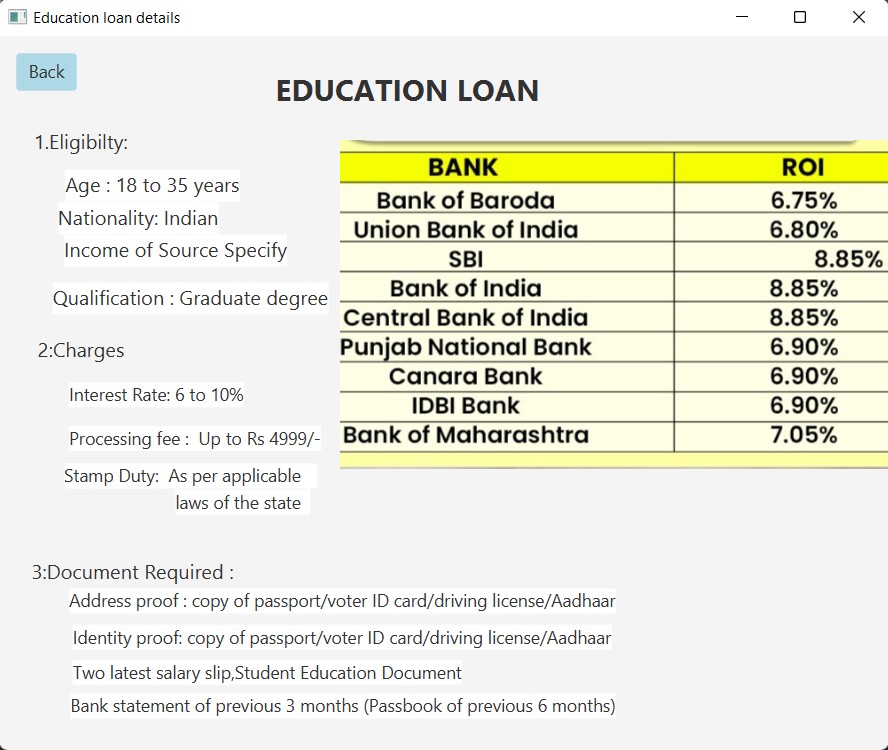 Education loan details
Back
EDUCATION LOAN
1.Eligibilty:
Age : 18 to 35 years
Nationality: Indian
Income of Source Specify
Qualification : Graduate degree
2:Charges
Interest Rate: 6 to 10%
Processing fee :  Up to Rs 4999/-
Stamp Duty:  As per applicable
laws of the state
BANK ROI
Bank of Baroda 6.75%
Union Bank of India 6.80%
SBI 8.85%
Bank of India 8.85%
Central Bank of India 8.85%
Punjab National Bank 6.90%
Canara Bank 6.90%
IDBI Bank 6.90%
Bank of Maharashtra 7.05%
3:Document Required :
Address proof : copy of passport/voter ID card/driving license/Aadhaar
Identity proof: copy of passport/voter ID card/driving license/Aadhaar
Two latest salary slip,Student Education Document
Bank statement of previous 3 months (Passbook of previous 6 months)